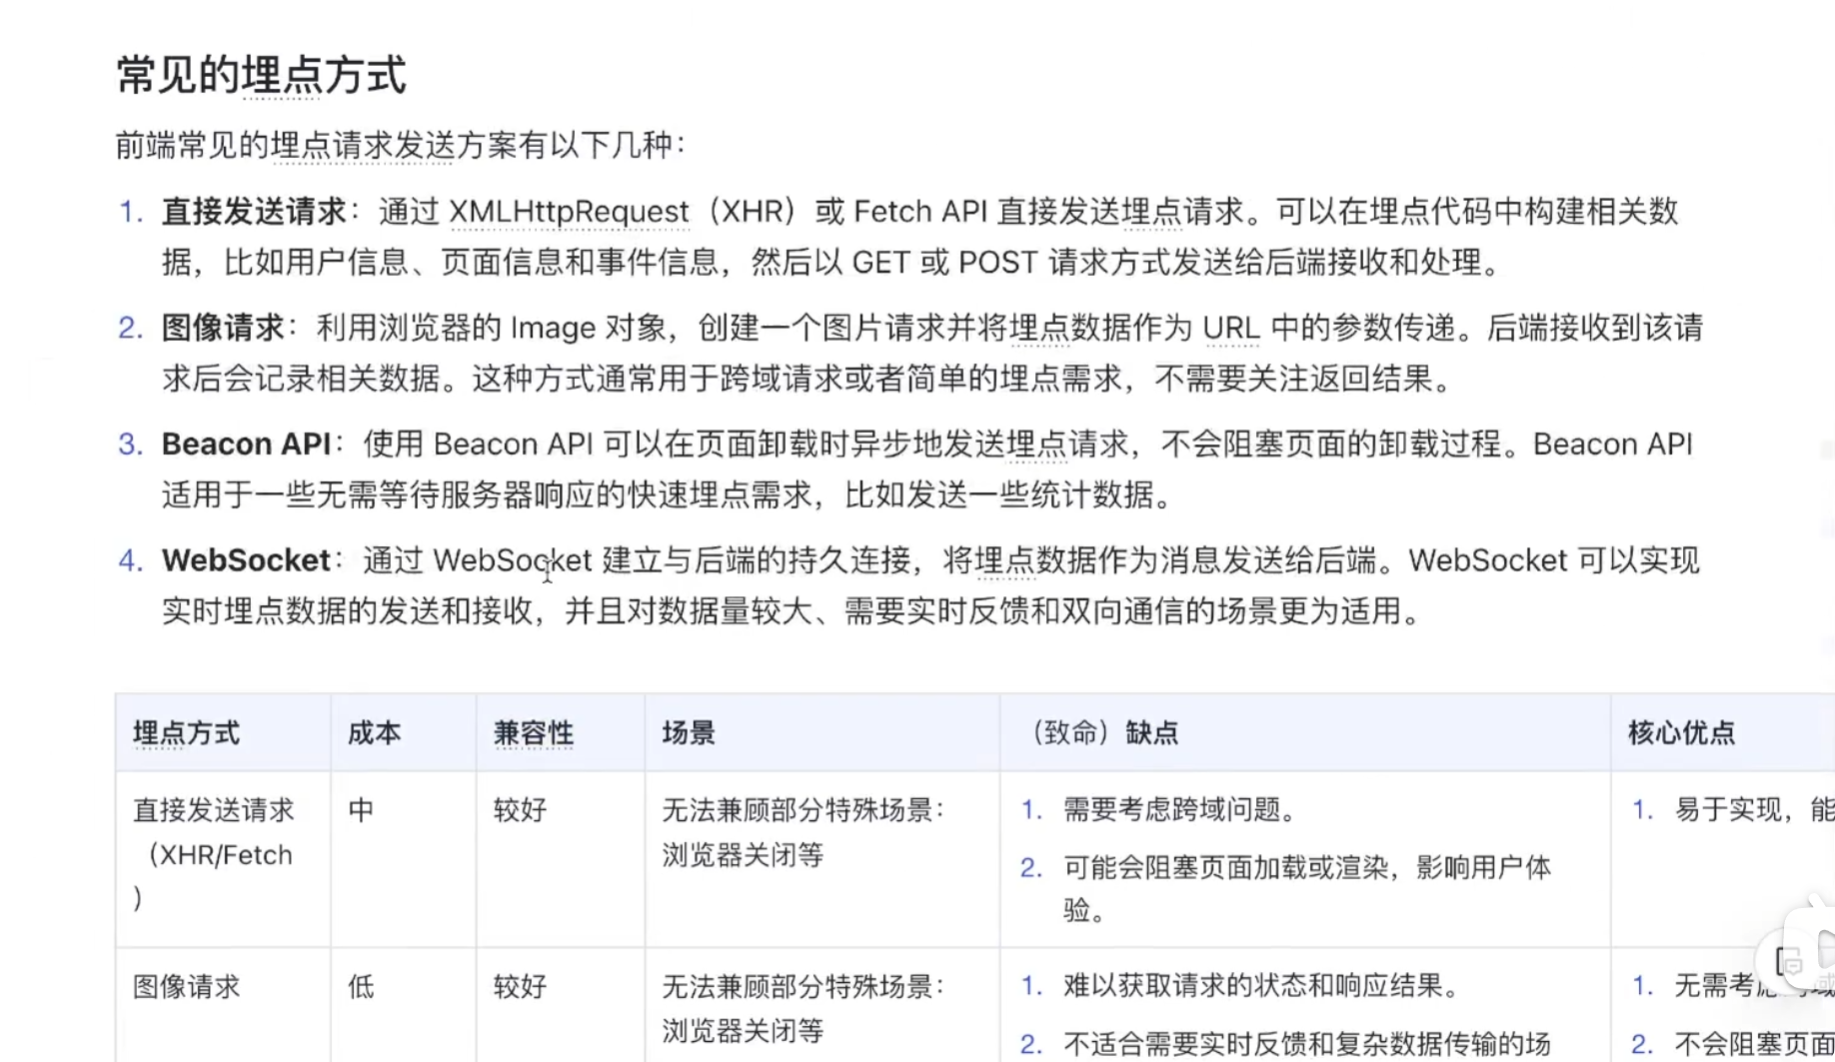 常见的埋点方式
前端常见的埋点请求发送方案有以下几种：
1. 直接发送请求：通过 XMLHttpRequest（XHR）或 Fetch API 直接发送埋点请求。可以在埋点代码中构建相关数
据，比如用户信息、页面信息和事件信息，然后以 GET 或 POST 请求方式发送给后端接收和处理。
2. 图像请求：利用浏览器的 Image 对象，创建一个图片请求并将埋点数据作为 URL 中的参数传递。后端接收到该请
求后会记录相关数据。这种方式通常用于跨域请求或者简单的埋点需求，不需要关注返回结果。
3. Beacon API：使用 Beacon API 可以在页面卸载时异步地发送埋点请求，不会阻塞页面的卸载过程。Beacon API
适用于一些无需等待服务器响应的快速埋点需求，比如发送一些统计数据。
4. WebSocket：通过 WebSocket 建立与后端的持久连接，将埋点数据作为消息发送给后端。WebSocket 可以实现
实时埋点数据的发送和接收，并且对数据量较大、需要实时反馈和双向通信的场景更为适用。
埋点方式 成本 兼容性 场景 （致命）缺点 核心优点
直接发送请求 中 较好 无法兼顾部分特殊场景： 1. 需要考虑跨域问题。 1. 易于实现，能
（XHR/Fetch 浏览器关闭等 2. 可能会阻塞页面加载或渲染，影响用户体
） 验。
图像请求 低 较好 无法兼顾部分特殊场景： 1. 难以获取请求的状态和响应结果。 1. 无需考
浏览器关闭等 2. 不适合需要实时反馈和复杂数据传输的场 2. 不会阻塞页面